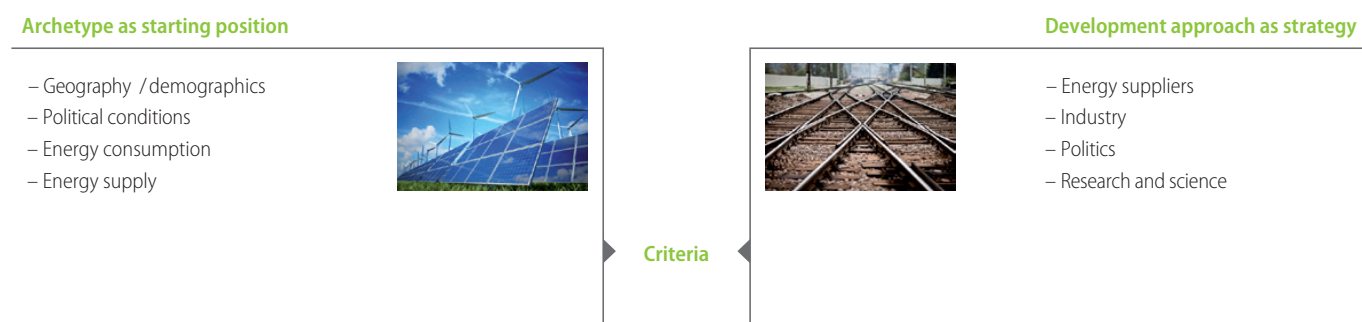 Archetype as starting position
– Geography / demographics
– Political conditions
– Energy consumption
– Energy supply
Criteria
Development approach as strategy
– Energy suppliers
– Industry
– Politics
– Research and science